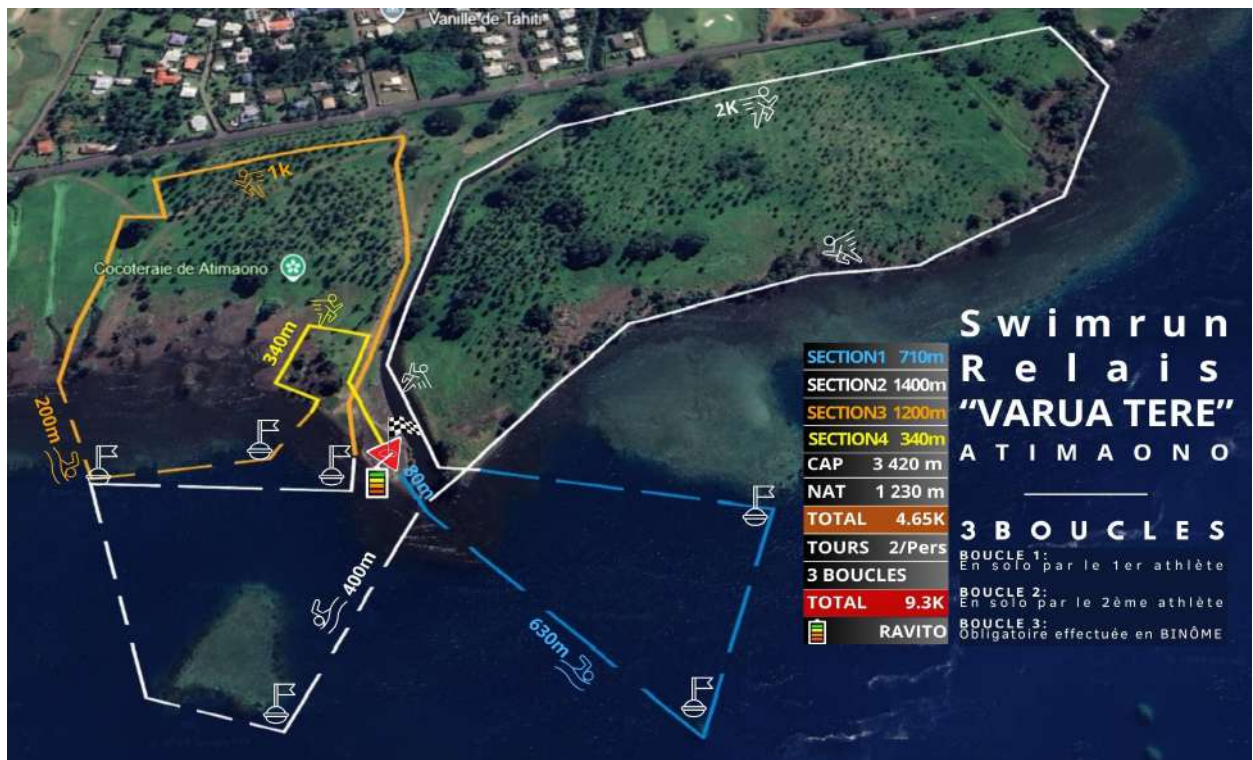 Vanille de Tahiti
2K
1k
Cocoteraie de Atimaono
340m
200m
80m
400m
630m
Swimrun
Relais
“VARUA TERE”
ATIMAONO
SECTION1 710m
SECTION2 1400m
SECTION3 1200m
SECTION4 340m
CAP 3 420 m
NAT 1 230 m
TOTAL 4.65K
TOURS 2/Pers
3 BOUCLES
TOTAL 9.3K
RAVITO
3 BOUCLES
BOUCLE 1:
En solo par le 1er athlète
BOUCLE 2:
En solo par le 2ème athlète
BOUCLE 3:
Obligatoire effectuée en BINÔME